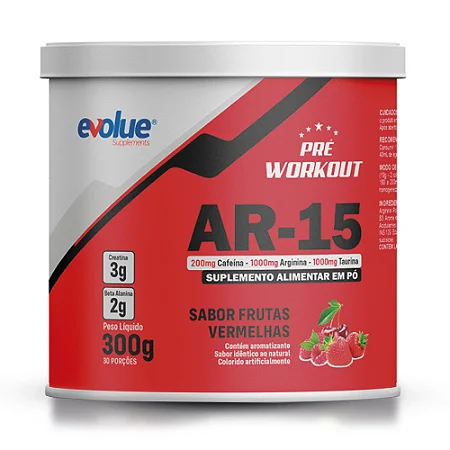 evolue®
Supplements
PRÉ
WORKOUT
AR-15
200mg Cafeína - 1000mg Arginina - 1000mg Taurina
SUPLEMENTO ALIMENTAR EM PÓ
Creatina
3g
Beta Alanina
2g
Peso Líquido
300g
30 PORÇÕES
SABOR FRUTAS
VERMELHAS
Contém aromatizante
Sabor idêntico ao natural
Colorido artificialmente